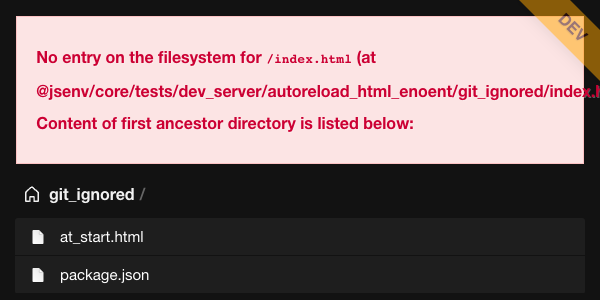 DEV
No entry on the filesystem for /index.html (at
@jsenv/core/tests/dev_server/autoreload_html_enoent/git_ignored/index.
Content of first ancestor directory is listed below:
git_ignored /
at_start.html
package.json